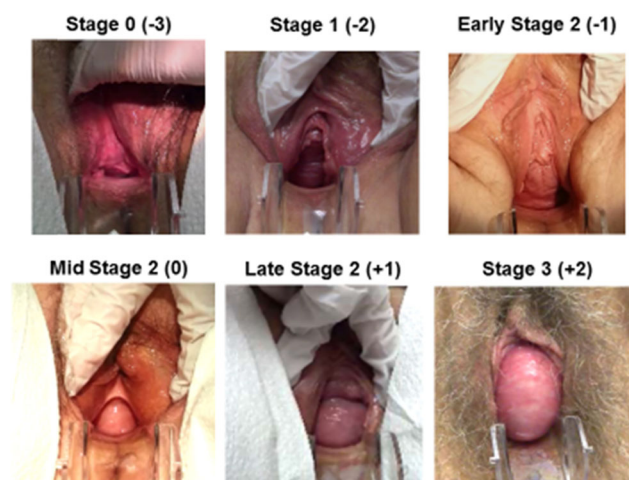 Stage 0 (-3)
Stage 1 (-2)
Early Stage 2 (-1)
Mid Stage 2 (0)
Late Stage 2 (+1)
Stage 3 (+2)